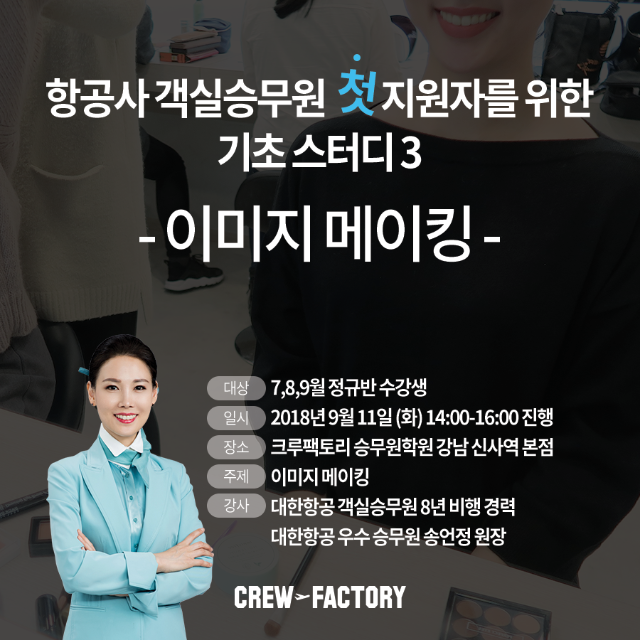 항공사 객실승무원 첫 지원자를 위한
기초 스터디 3
- 이미지 메이킹 -
대상 7,8,9월 정규반 수강생
일시 2018년 9월 11일 (화) 14:00-16:00 진행
장소 크루팩토리 승무원학원 강남 신사역 본점
주제 이미지 메이킹
강사 대한항공 객실승무원 8년 비행 경력
대한항공 우수 승무원 송언정 원장
CREW FACTORY